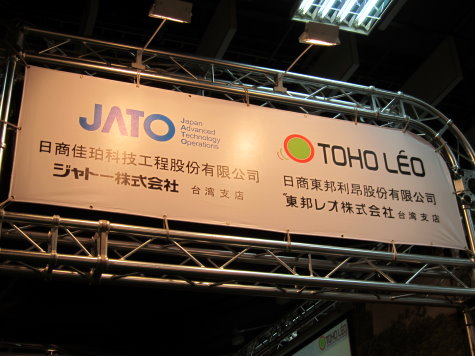 JATO
Japan
Advanced
Technology
Operations
日商佳珀科技工程股份有限公司
ジャトー株式会社 台湾支店
TOHO LÉO
日商東邦利昂股份有限公司
東邦レオ株式会社 台湾支店
TOHO LÉO